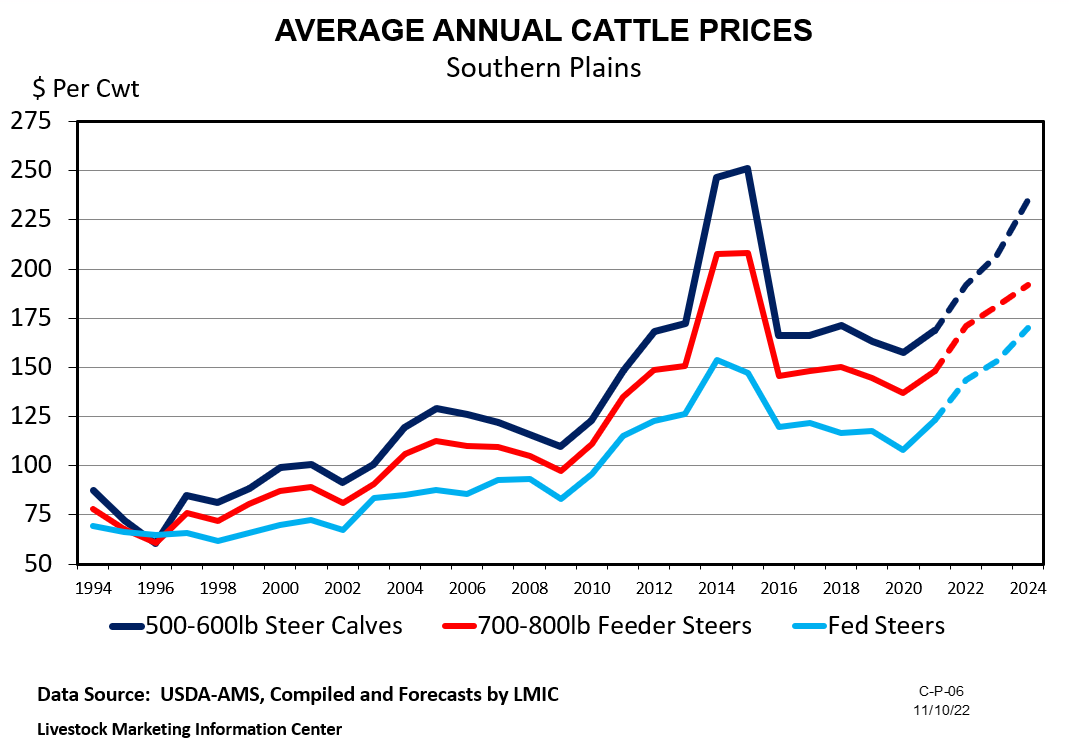 AVERAGE ANNUAL CATTLE PRICES
Southern Plains
$ Per Cwt
275
250
225
200
175
150
125
100
75
50
1994 1996 1998 2000 2002 2004 2006 2008 2010 2012 2014 2016 2018 2020 2022 2024
500-600lb Steer Calves 700-800lb Feeder Steers Fed Steers
Data Source: USDA-AMS, Compiled and Forecasts by LMIC
C-P-06
11/10/22
Livestock Marketing Information Center